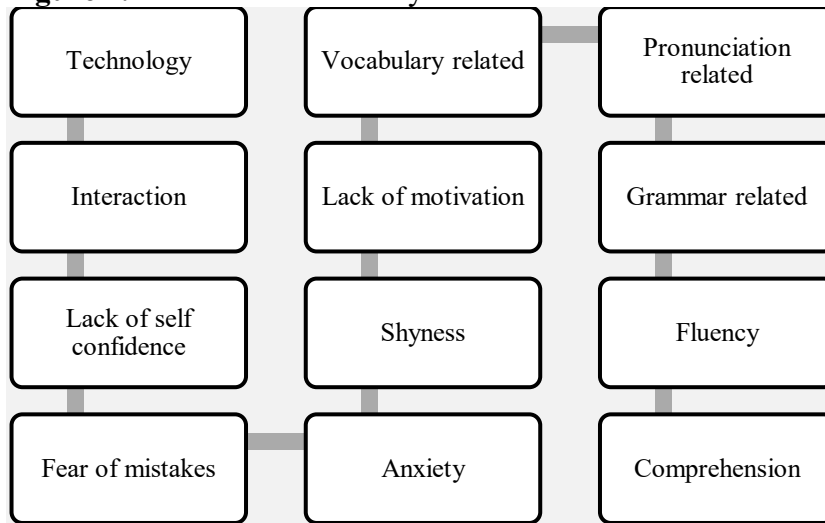 Technology
Interaction
Lack of self
confidence
Fear of mistakes
Anxiety
Shyness
Lack of motivation
Vocabulary related
Pronunciation
related
Grammar related
Fluency
Comprehension